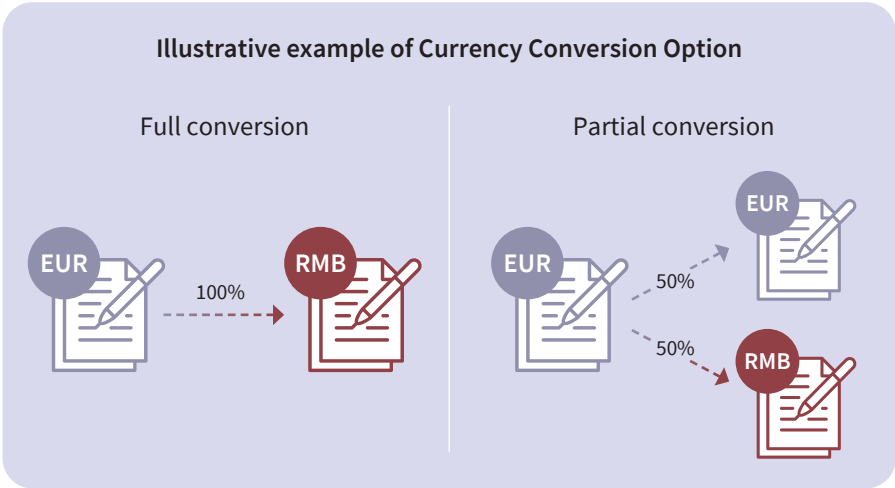 Illustrative example of Currency Conversion Option
Full conversion
EUR
100%
RMB
Partial conversion
EUR
50%
EUR
50%
RMB